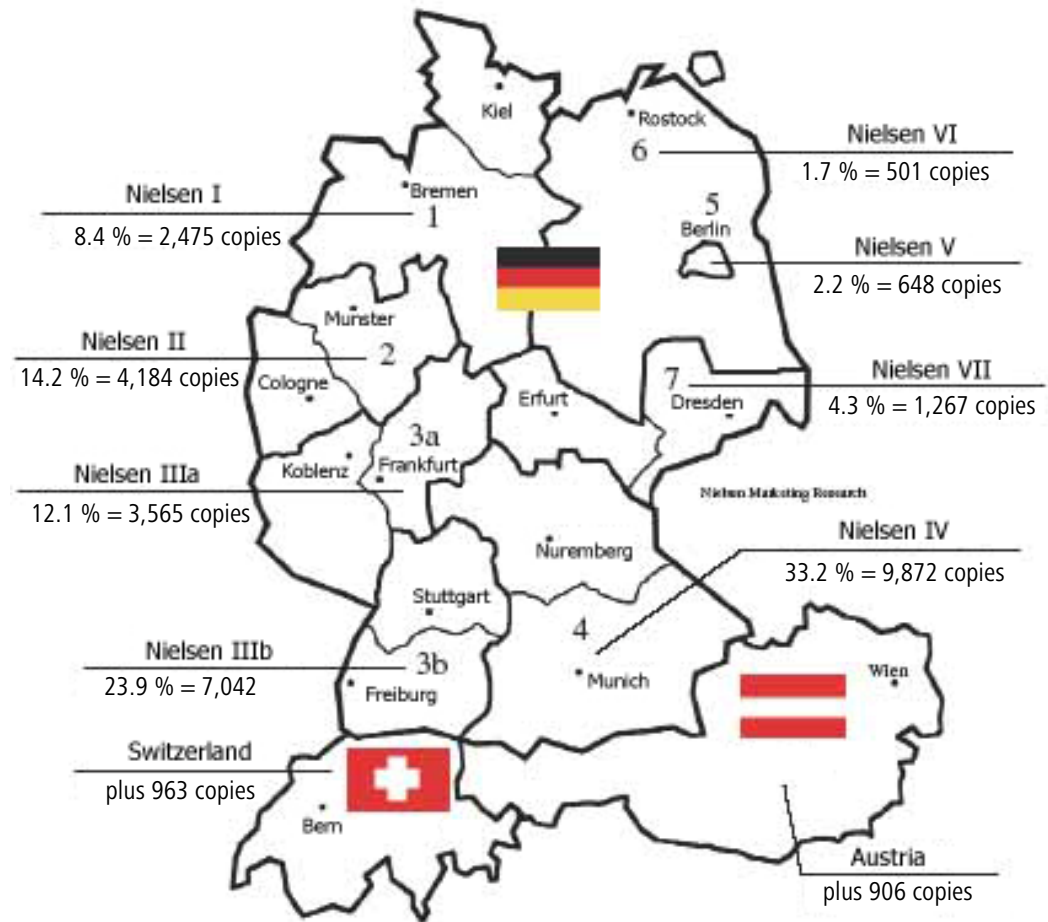 Kiel
Rostock
6
Nielsen VI
1.7 % = 501 copies
Nielsen I
8.4 % = 2,475 copies
Bremen
1
5
Berlin
Nielsen V
2.2 % = 648 copies
Munster
2
Nielsen II
14.2 % = 4,184 copies
Cologne
Erfurt
7
Dresden
Nielsen VII
4.3 % = 1,267 copies
3a
Frankfurt
Koblenz
Nielsen IIIa
12.1 % = 3,565 copies
Nielsen Marketing Research
Nuremberg
Nielsen IV
33.2 % = 9,872 copies
Stuttgart
4
Munich
Nielsen IIIb
23.9 % = 7,042
3b
Freiburg
Wien
Switzerland
plus 963 copies
Bern
Austria
plus 906 copies